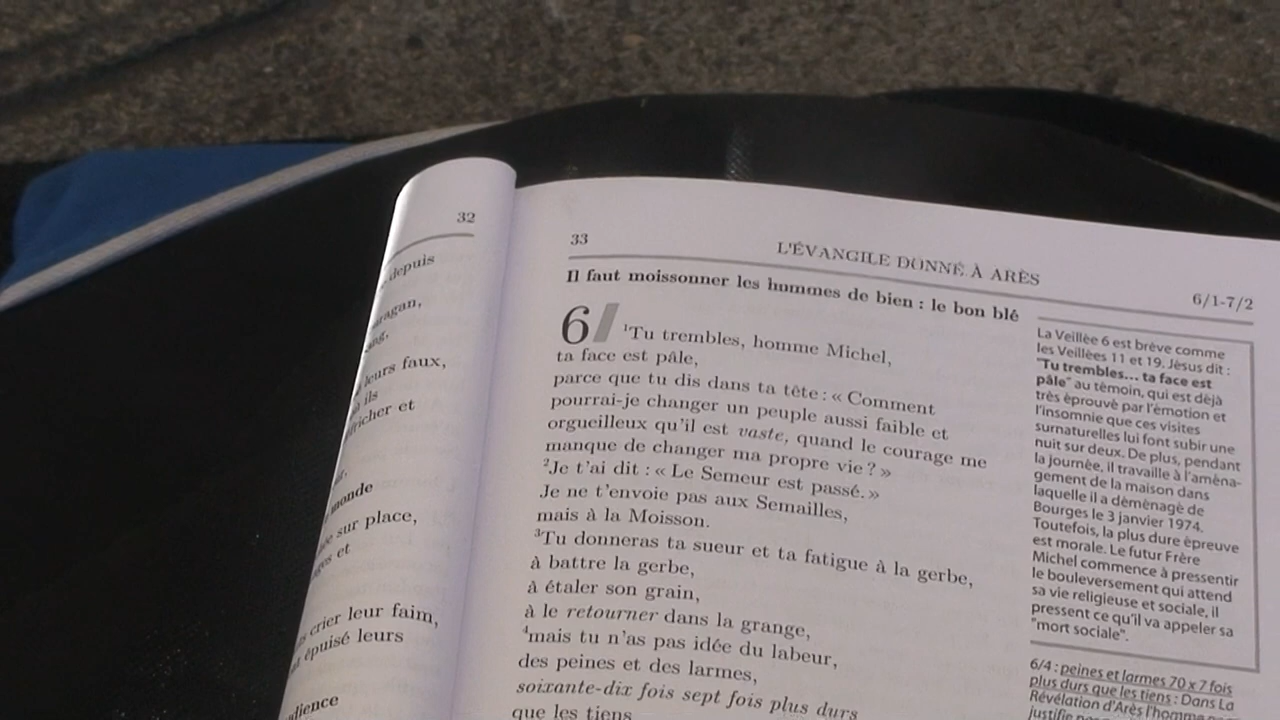 32
depuis
leurs faux,
ils
et
monde
sur place,
et
crier leur faim,
épuisé leurs
33
L'ÉVANGILE DONNÉ À ARÈS
6/1-7/2
Il faut moissonner les hommes de bien : le bon blé
6 ¹Tu trembles, homme Michel,
ta face est pâle,
parce que tu dis dans ta tête : « Comment
pourrai-je changer un peuple aussi faible et
orgueilleux qu'il est vaste, quand le courage me
manque de changer ma propre vie ? »
²Je t'ai dit : « Le Semeur est passé. »
Je ne t'envoie pas aux Semailles,
mais à la Moisson.
³Tu donneras ta sueur et ta fatigue à la gerbe,
à battre la gerbe,
à étaler son grain,
à le retourner dans la grange,
⁴mais tu n'as pas idée du labeur,
des peines et des larmes,
soixante-dix fois sept fois plus durs
que les tiens
La Veillée 6 est brève comme
les Veillées 11 et 19. Jésus dit :
"Tu trembles... ta face est
pâle" au témoin, qui est déjà
très éprouvé par l'émotion et
l'insomnie que ces visites
surnaturelles lui font subir une
nuit sur deux. De plus, pendant
la journée, il travaille à l'aména-
gement de la maison dans
laquelle il a déménagé de
Bourges le 3 janvier 1974.
Toutefois, la plus dure épreuve
est morale. Le futur Frère
Michel commence à pressentir
le bouleversement qui attend
sa vie religieuse et sociale, il
pressent ce qu'il va appeler sa
"mort sociale".
6/4 : peines et larmes 70 x 7 fois
plus durs que les tiens : Dans La
Révélation d'Arès l'homme
justifie